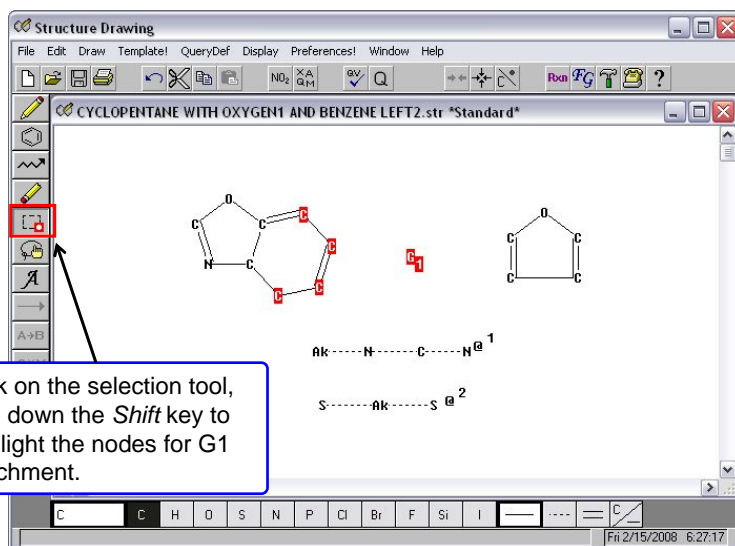 Structure Drawing
File Edit Draw Template! QueryDef Display Preferences! Window Help
NO2 XA QM QV Q Rxn FG ?
CYCLOPENTANE WITH OXYGEN1 AND BENZENE LEFT2.str *Standard*
O O
C C C
C C C
G1
N C C C
C C
A
A→B
Ak N C N @ 1
S Ak S @ 2
on the selection tool,
down the Shift key to
light the nodes for G1
C C H O S N P Cl Br F Si I C
Fri 2/15/2008 6:27:17